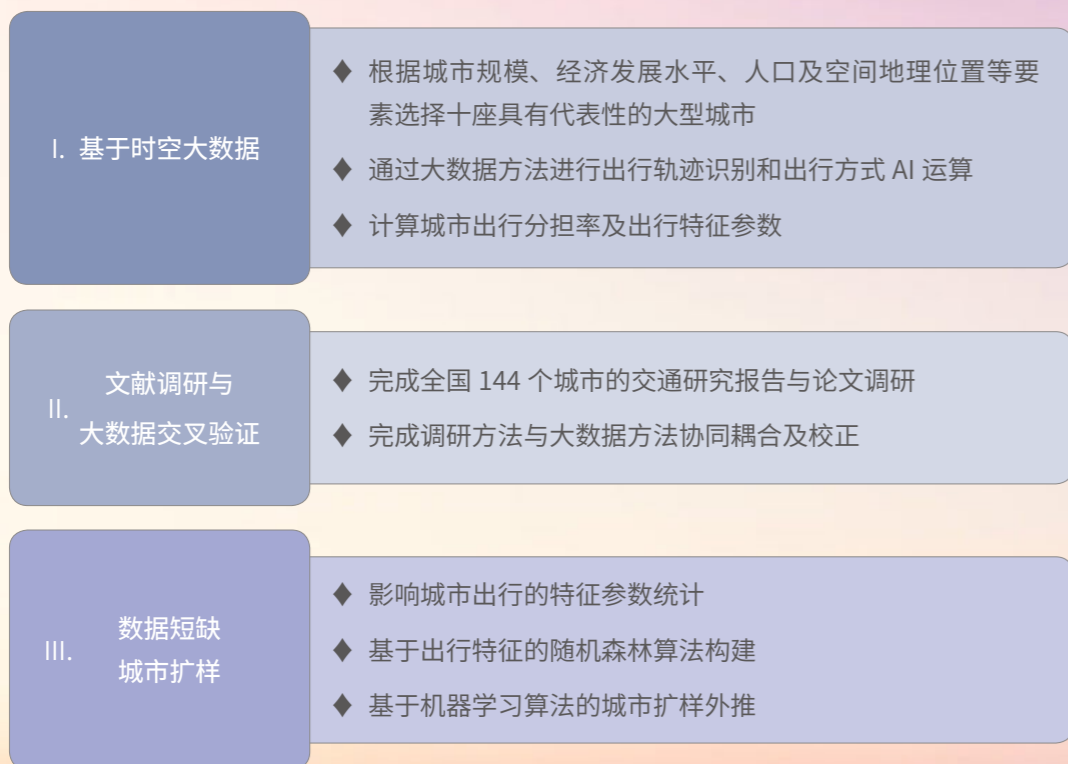 I. 基于时空大数据
♦ 根据城市规模、经济发展水平、人口及空间地理位置等要
素选择十座具有代表性的大型城市
♦ 通过大数据方法进行出行轨迹识别和出行方式 AI 运算
♦ 计算城市出行分担率及出行特征参数
II. 文献调研与
大数据交叉验证
♦ 完成全国 144 个城市的交通研究报告与论文调研
♦ 完成调研方法与大数据方法协同耦合及校正
III. 数据短缺
城市扩样
♦ 影响城市出行的特征参数统计
♦ 基于出行特征的随机森林算法构建
♦ 基于机器学习算法的城市扩样外推